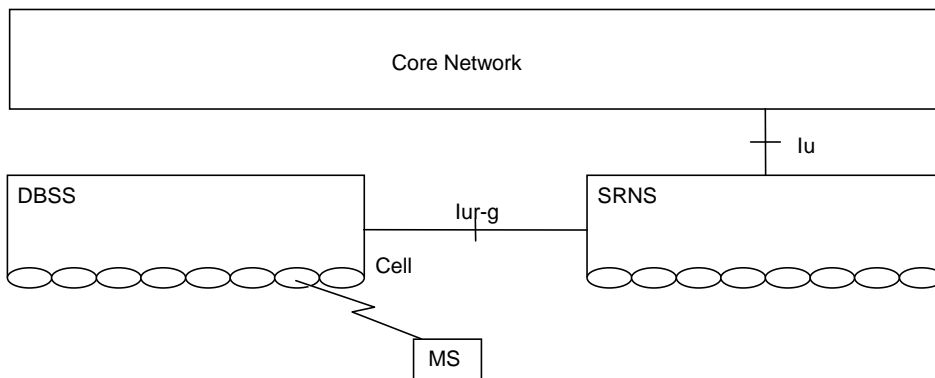 Core Network
Iu
DBSS
SRNS
Iur-g
Cell
MS